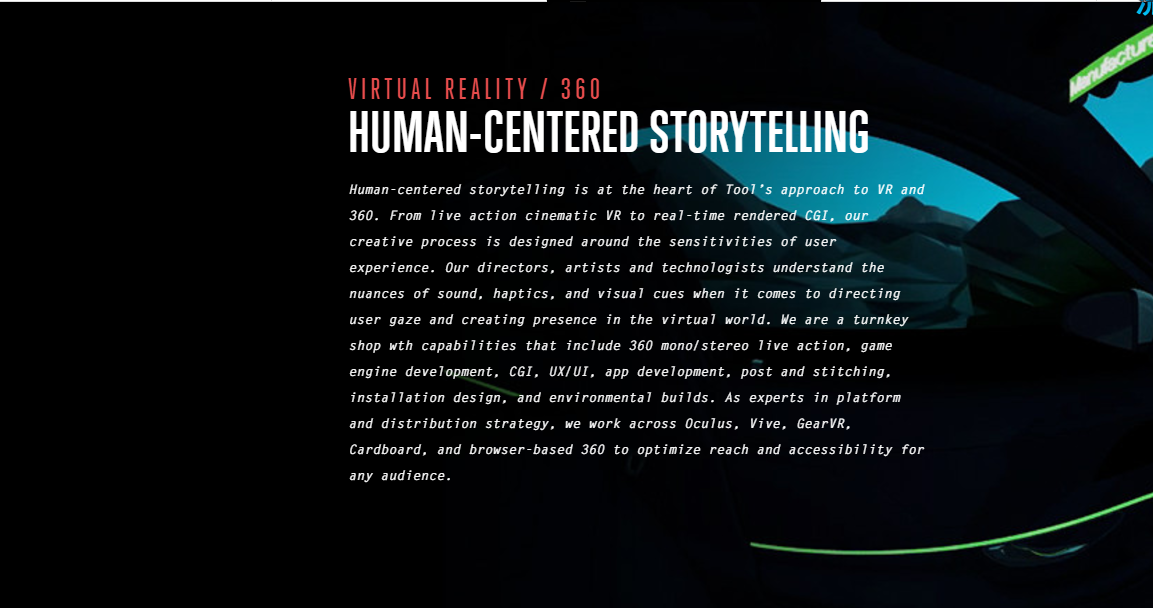 Manufacture
VIRTUAL REALITY / 360
HUMAN-CENTERED STORYTELLING
Human-centered storytelling is at the heart of Tool's approach to VR and
360. From live action cinematic VR to real-time rendered CGI, our
creative process is designed around the sensitivities of user
experience. Our directors, artists and technologists understand the
nuances of sound, haptics, and visual cues when it comes to directing
user gaze and creating presence in the virtual world. We are a turnkey
shop wth capabilities that include 360 mono/stereo live action, game
engine development, CGI, UX/UI, app development, post and stitching,
installation design, and environmental builds. As experts in platform
and distribution strategy, we work across Oculus, Vive, GearVR,
Cardboard, and browser-based 360 to optimize reach and accessibility for
any audience.